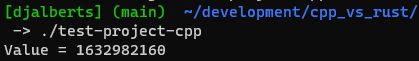 [djalberts] (main) ~/development/cpp_vs_rust/
-> ./test-project-cpp
Value = 1632982160